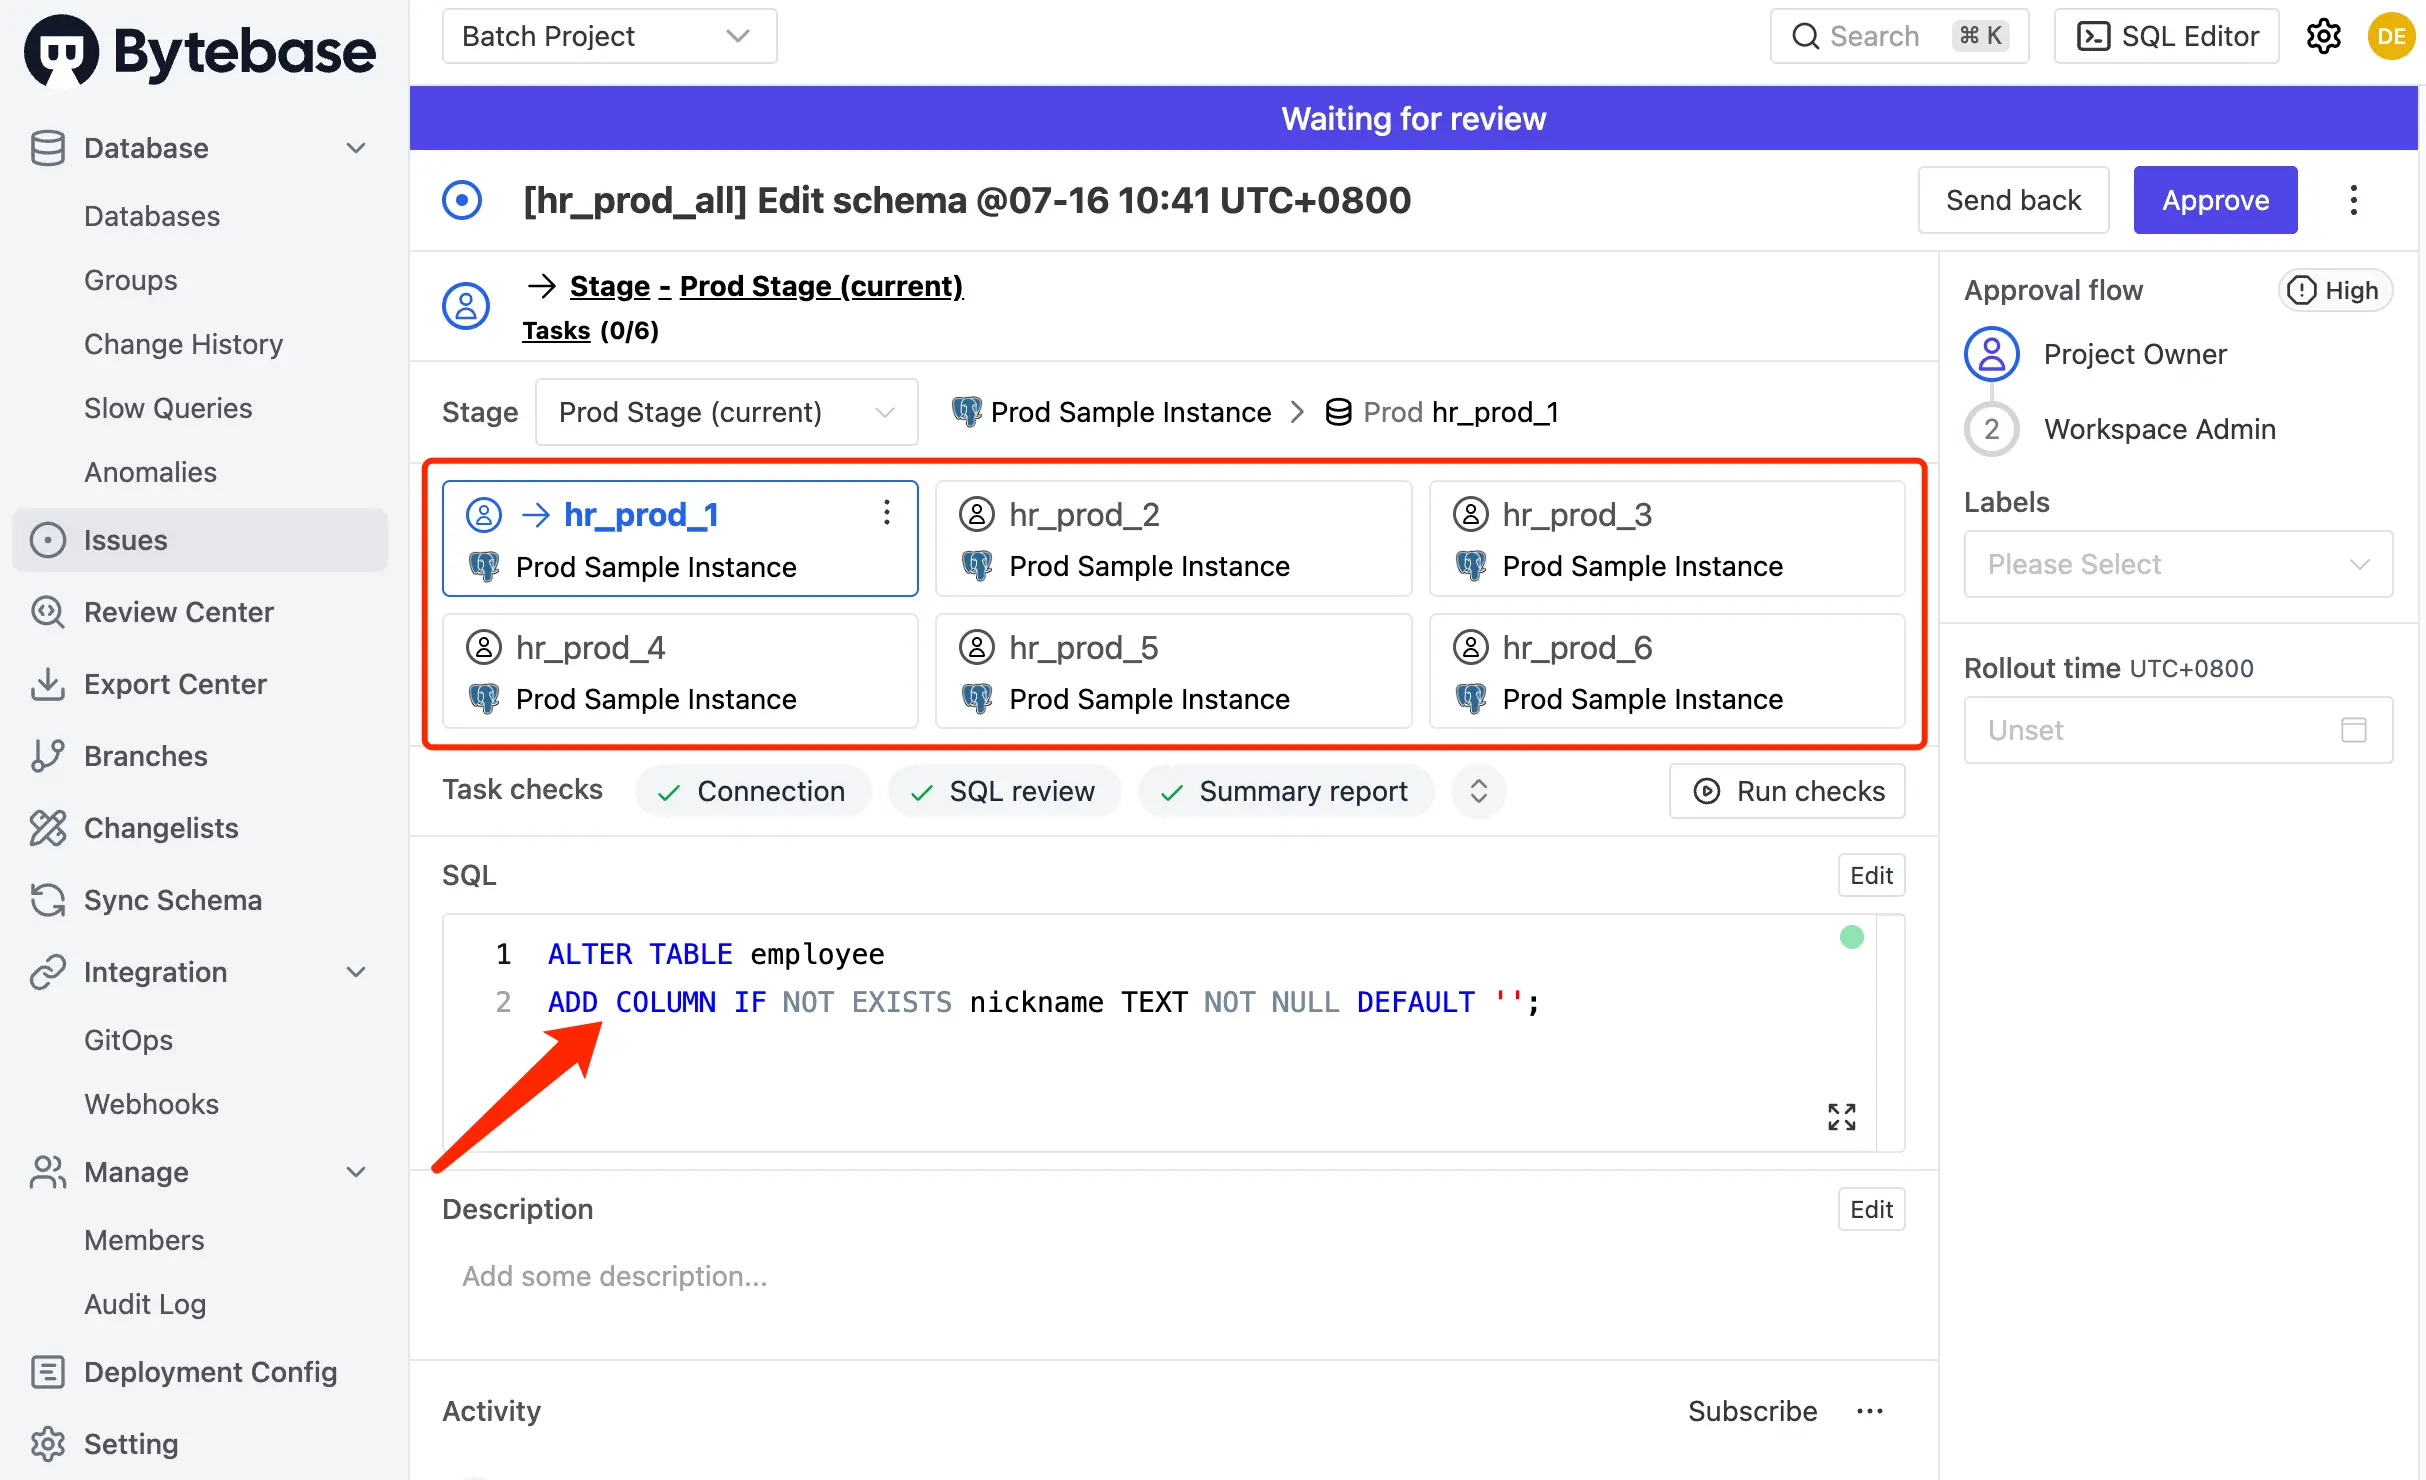 Bytebase
Database
Databases
Groups
Change History
Slow Queries
Anomalies
Issues
Review Center
Export Center
Branches
Changelists
Sync Schema
Integration
GitOps
Webhooks
Manage
Members
Audit Log
Deployment Config
Setting
Batch Project
Search ⌘ K
SQL Editor
DE
Waiting for review
[hr_prod_all] Edit schema @07-16 10:41 UTC+0800
Send back
Approve
→ Stage - Prod Stage (current)
Tasks (0/6)
Stage Prod Stage (current) Prod Sample Instance > Prod hr_prod_1
→ hr_prod_1
Prod Sample Instance
hr_prod_2
Prod Sample Instance
hr_prod_3
Prod Sample Instance
hr_prod_4
Prod Sample Instance
hr_prod_5
Prod Sample Instance
hr_prod_6
Prod Sample Instance
Task checks Connection SQL review Summary report Run checks
SQL Edit
1 ALTER TABLE employee
2 ADD COLUMN IF NOT EXISTS nickname TEXT NOT NULL DEFAULT '';
Description Edit
Add some description...
Activity Subscribe
Approval flow High
Project Owner
2 Workspace Admin
Labels
Please Select
Rollout time UTC+0800
Unset